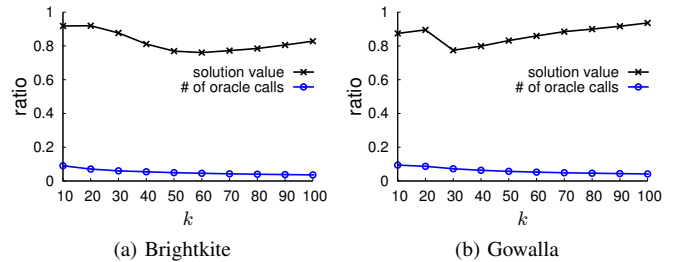 1
0.8
0.6
0.4
0.2
0
ratio
solution value
# of oracle calls
10 20 30 40 50 60 70 80 90 100
k
(a) Brightkite
1
0.8
0.6
0.4
0.2
0
ratio
solution value
# of oracle calls
10 20 30 40 50 60 70 80 90 100
k
(b) Gowalla